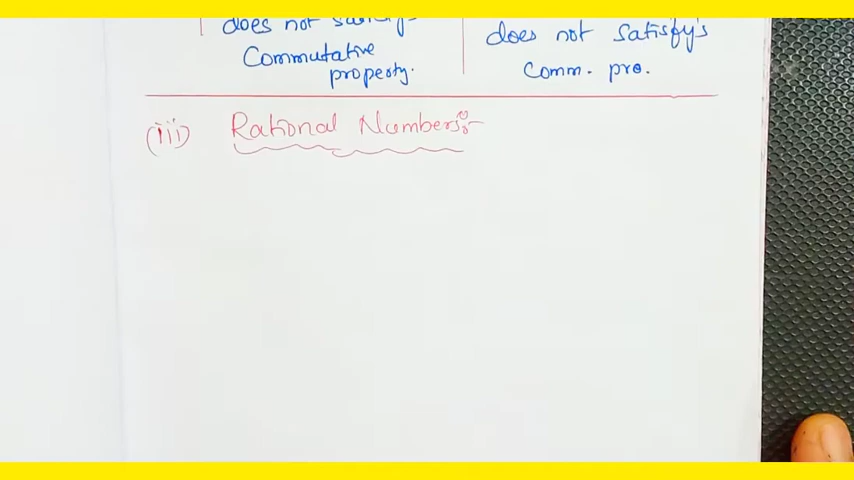 does not
Commutative
property.
does not satisfy's
Comm. pro.
(iii) Rational Numbers:-